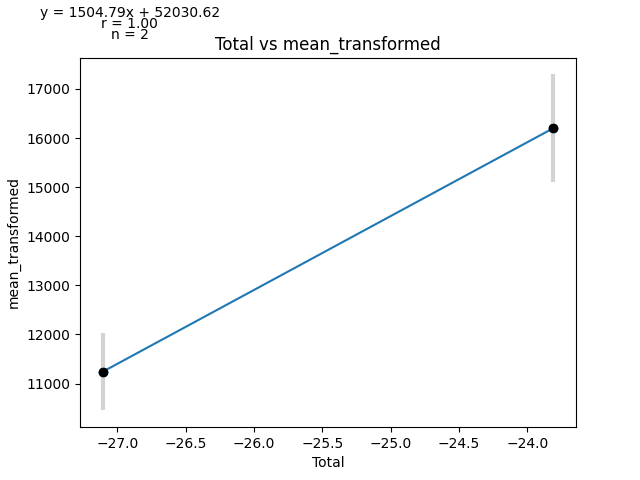 y = 1504.79x + 52030.62
r = 1.00
n = 2
Total vs mean_transformed
17000
16000
15000
14000
13000
12000
11000
mean_transformed
−27.0 −26.5 −26.0 −25.5 −25.0 −24.5 −24.0
Total